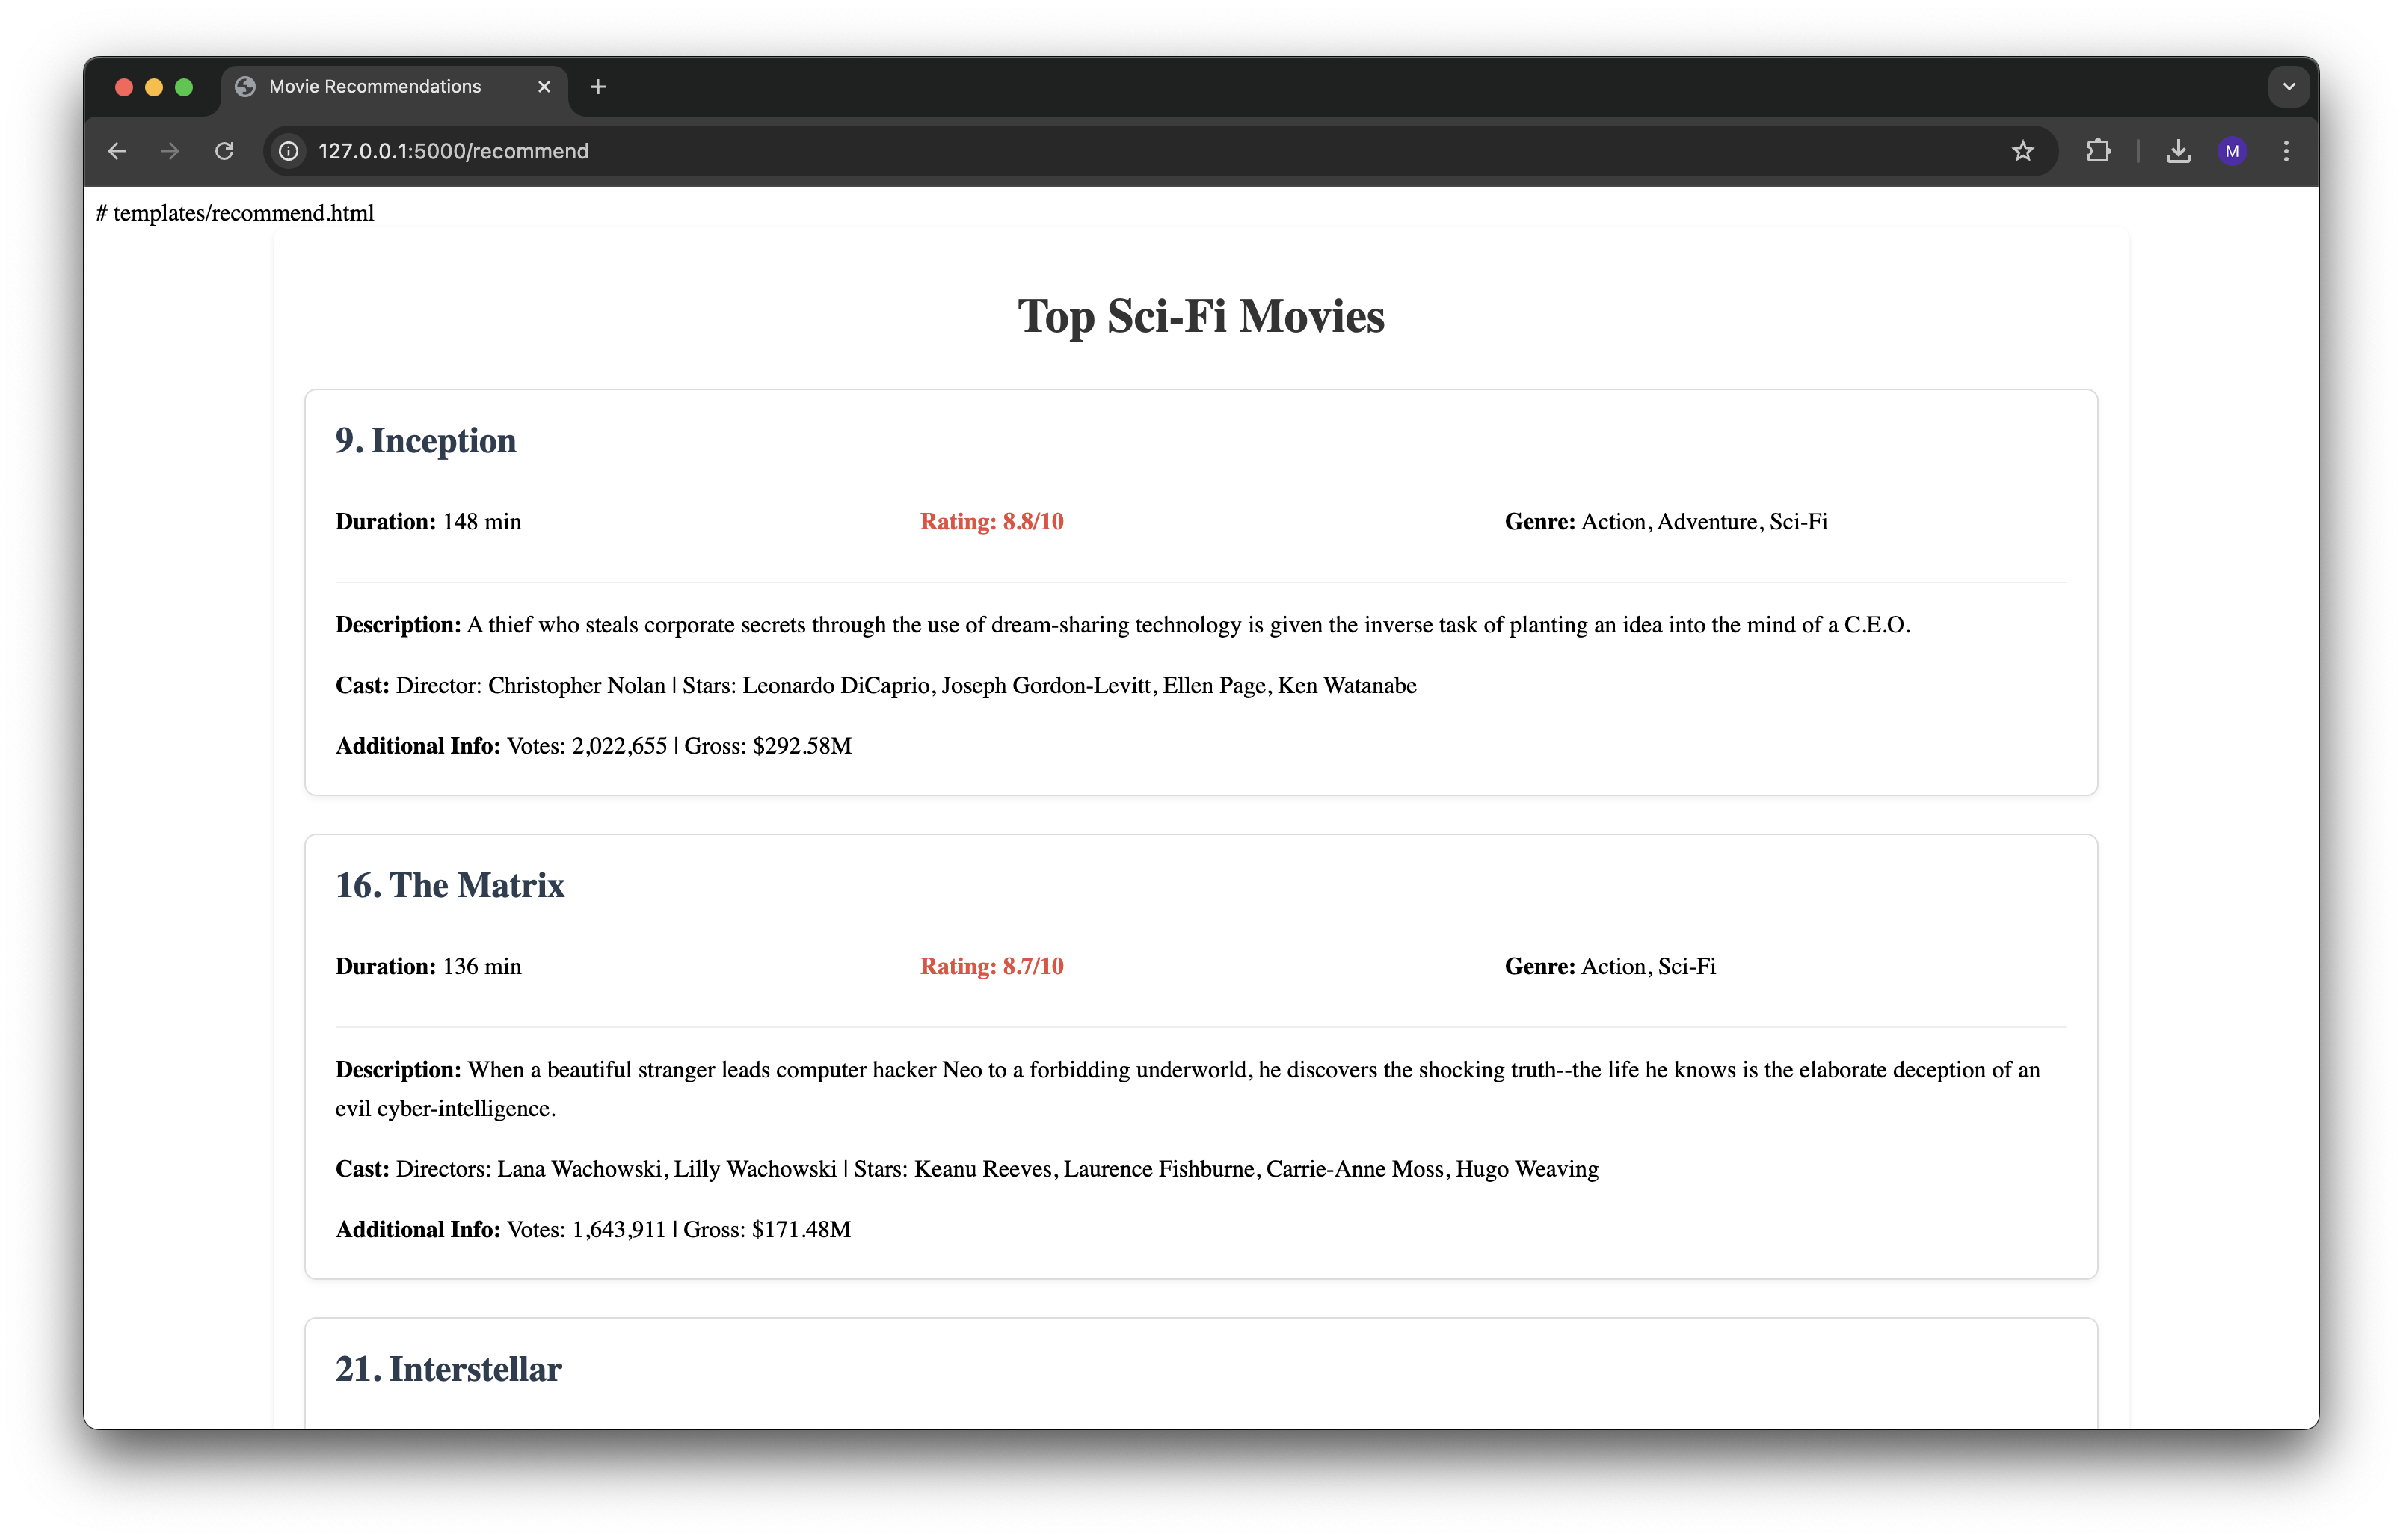 Movie Recommendations
127.0.0.1:5000/recommend
M
# templates/recommend.html
Top Sci-Fi Movies
9. Inception
Duration: 148 min Rating: 8.8/10 Genre: Action, Adventure, Sci-Fi
Description: A thief who steals corporate secrets through the use of dream-sharing technology is given the inverse task of planting an idea into the mind of a C.E.O.
Cast: Director: Christopher Nolan | Stars: Leonardo DiCaprio, Joseph Gordon-Levitt, Ellen Page, Ken Watanabe
Additional Info: Votes: 2,022,655 | Gross: $292.58M
16. The Matrix
Duration: 136 min Rating: 8.7/10 Genre: Action, Sci-Fi
Description: When a beautiful stranger leads computer hacker Neo to a forbidding underworld, he discovers the shocking truth--the life he knows is the elaborate deception of an
evil cyber-intelligence.
Cast: Directors: Lana Wachowski, Lilly Wachowski | Stars: Keanu Reeves, Laurence Fishburne, Carrie-Anne Moss, Hugo Weaving
Additional Info: Votes: 1,643,911 | Gross: $171.48M
21. Interstellar